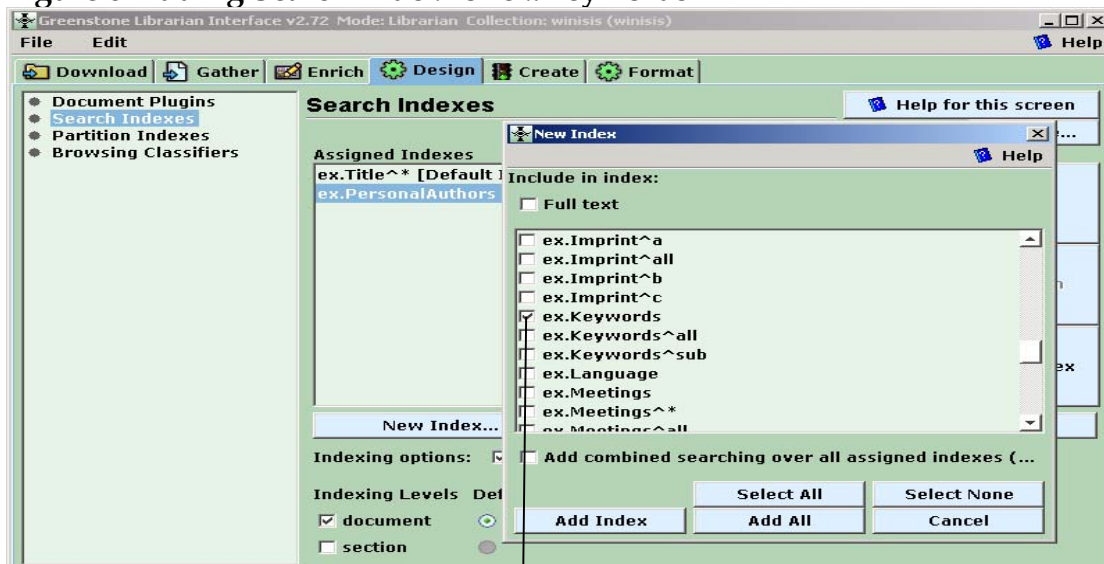 Greenstone Librarian Interface v2.72 Mode: Librarian Collection: winisis (winisis)
File Edit Help
Download Gather Enrich Design Create Format
Document Plugins
Search Indexes
Partition Indexes
Browsing Classifiers
Search Indexes
Help for this screen
Assigned Indexes
ex.Title^* [Default
ex.PersonalAuthors
New Index...
Indexing options:
Indexing Levels
document
section
New Index
Help
Include in index:
Full text
ex.Imprint^a
ex.Imprint^all
ex.Imprint^b
ex.Imprint^c
ex.Keywords
ex.Keywords^all
ex.Keywords^sub
ex.Language
ex.Meetings
ex.Meetings^*
ex.Meetings^all
Add combined searching over all assigned indexes (...
Select All
Select None
Add Index
Add All
Cancel